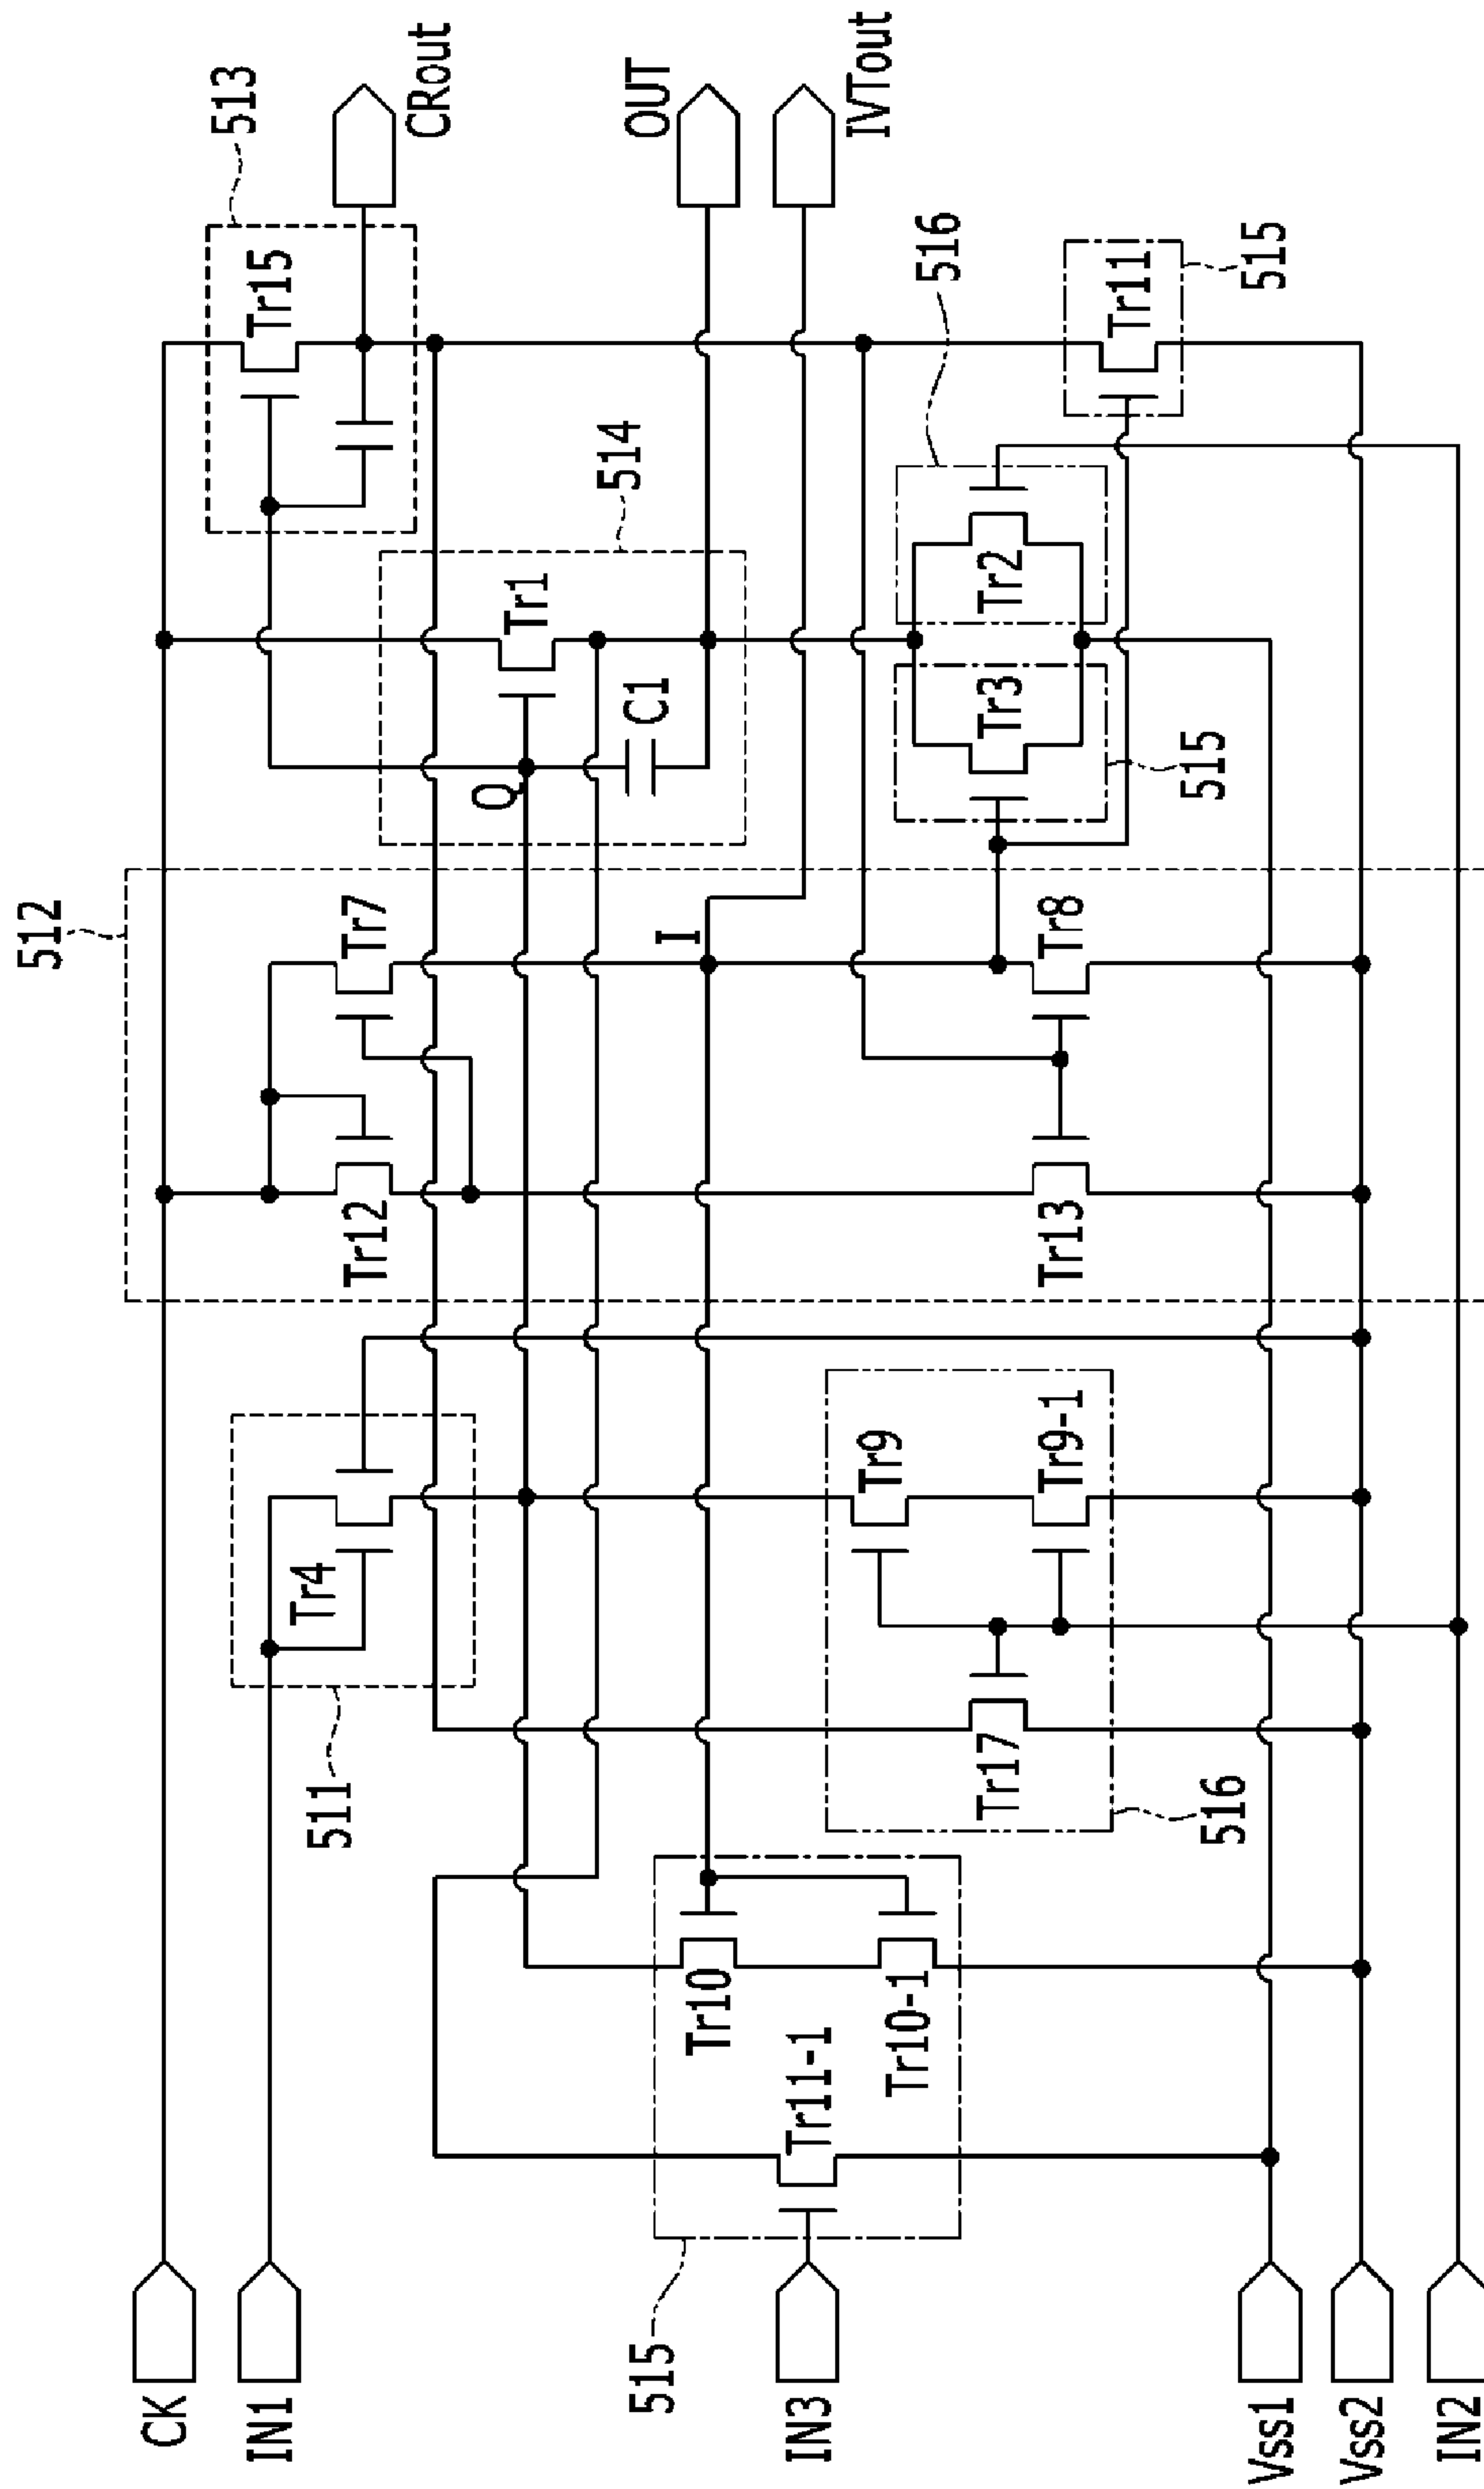 CK
IN1
IN3
Vss1
Vss2
IN2
515
Tr11-1
Tr10
Tr10-1
511
Tr4
Tr17
516
Tr9
Tr9-1
512
Tr12
Tr7
Tr13
Tr8
I
Q
C1
Tr1
514
Tr3
515
Tr2
516
513
Tr15
Tr11
515
CRout
OUT
IVTout